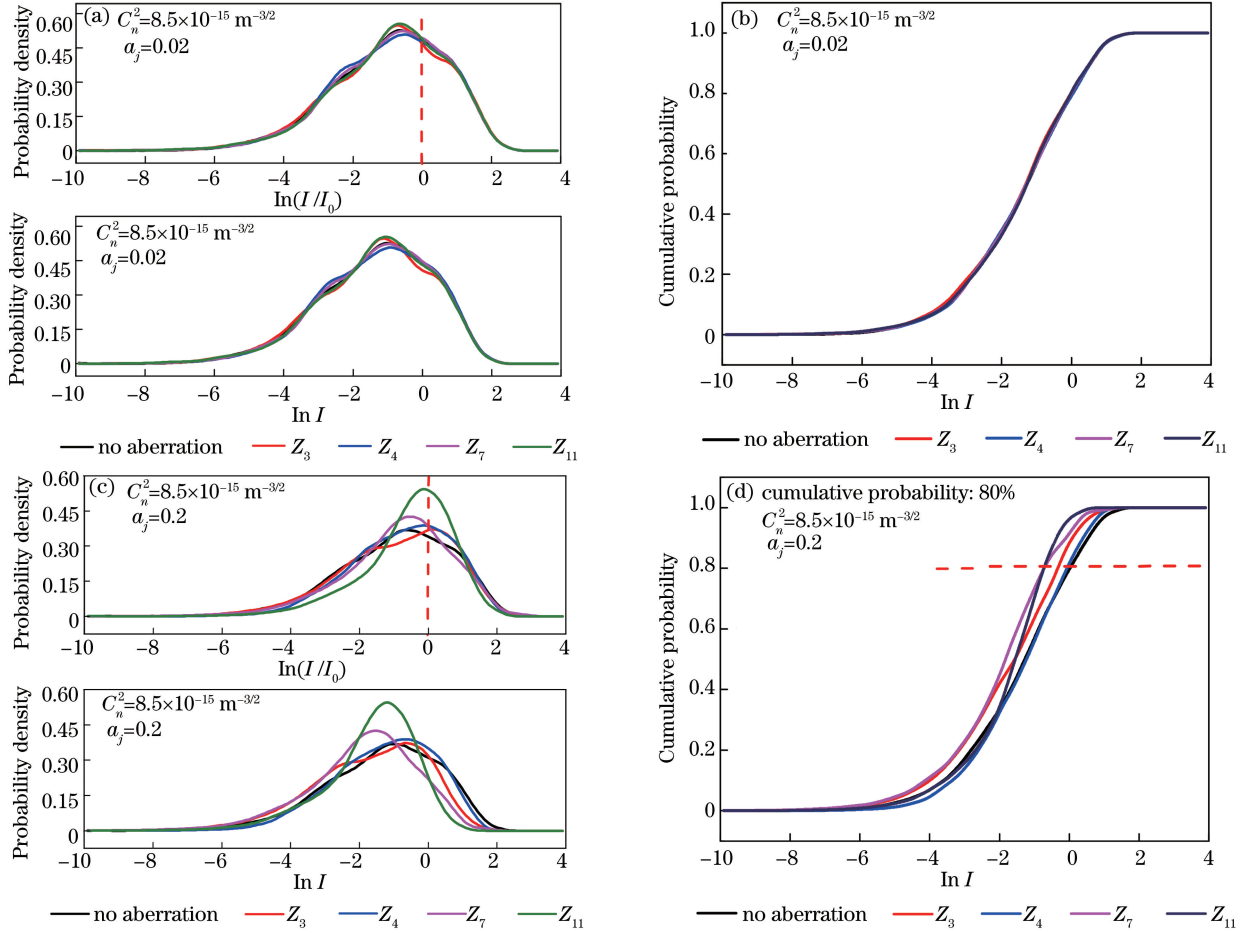 (a)
C_n^2=8.5×10^−15 m^−3/2
a_j=0.02
Probability density
0.60
0.45
0.30
0.15
0
−10 −8 −6 −4 −2 0 2 4
ln(I/I_0)
C_n^2=8.5×10^−15 m^−3/2
a_j=0.02
Probability density
0.60
0.45
0.30
0.15
0
−10 −8 −6 −4 −2 0 2 4
ln I
no aberration Z_3 Z_4 Z_7 Z_11
(b)
C_n^2=8.5×10^−15 m^−3/2
a_j=0.02
Cumulative probability
1.0
0.8
0.6
0.4
0.2
0
−10 −8 −6 −4 −2 0 2 4
ln I
no aberration Z_3 Z_4 Z_7 Z_11
(c)
C_n^2=8.5×10^−15 m^−3/2
a_j=0.2
Probability density
0.60
0.45
0.30
0.15
0
−10 −8 −6 −4 −2 0 2 4
ln(I/I_0)
C_n^2=8.5×10^−15 m^−3/2
a_j=0.2
Probability density
0.60
0.45
0.30
0.15
0
−10 −8 −6 −4 −2 0 2 4
ln I
no aberration Z_3 Z_4 Z_7 Z_11
(d) cumulative probability: 80%
C_n^2=8.5×10^−15 m^−3/2
a_j=0.2
Cumulative probability
1.0
0.8
0.6
0.4
0.2
0
−10 −8 −6 −4 −2 0 2 4
ln I
no aberration Z_3 Z_4 Z_7 Z_11